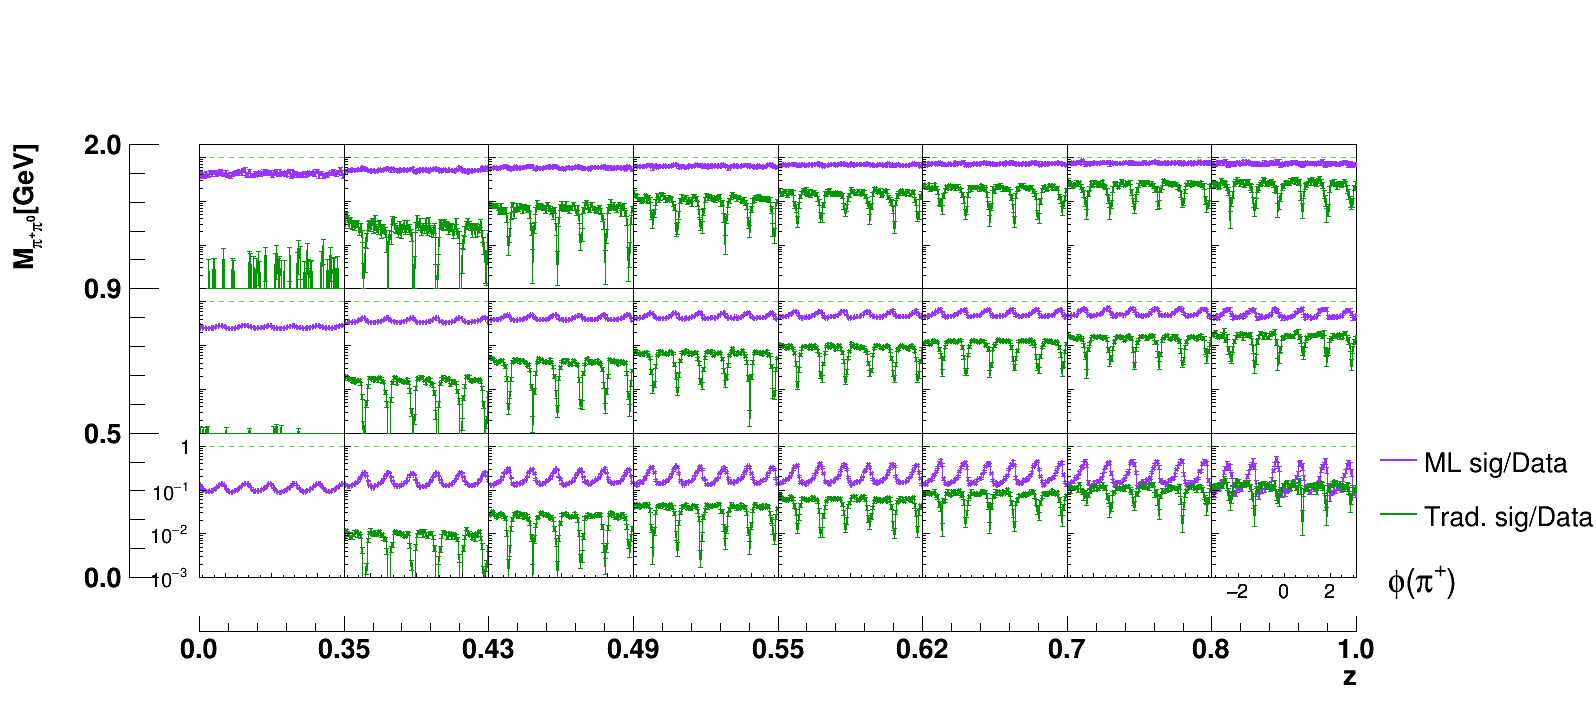 M π⁺π⁰ [GeV]
2.0
0.9
0.5
0.0
1
10⁻¹
10⁻²
10⁻³
ML sig/Data
Trad. sig/Data
ϕ(π⁺)
−2 0 2
0.0 0.35 0.43 0.49 0.55 0.62 0.7 0.8 1.0
z